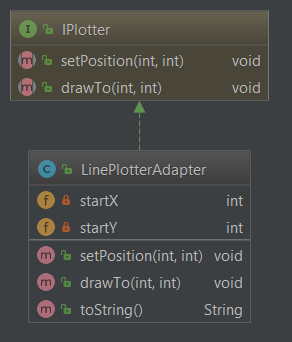 I IPlotter
m setPosition(int, int) void
m drawTo(int, int) void
C LinePlotterAdapter
f startX int
f startY int
m setPosition(int, int) void
m drawTo(int, int) void
m toString() String